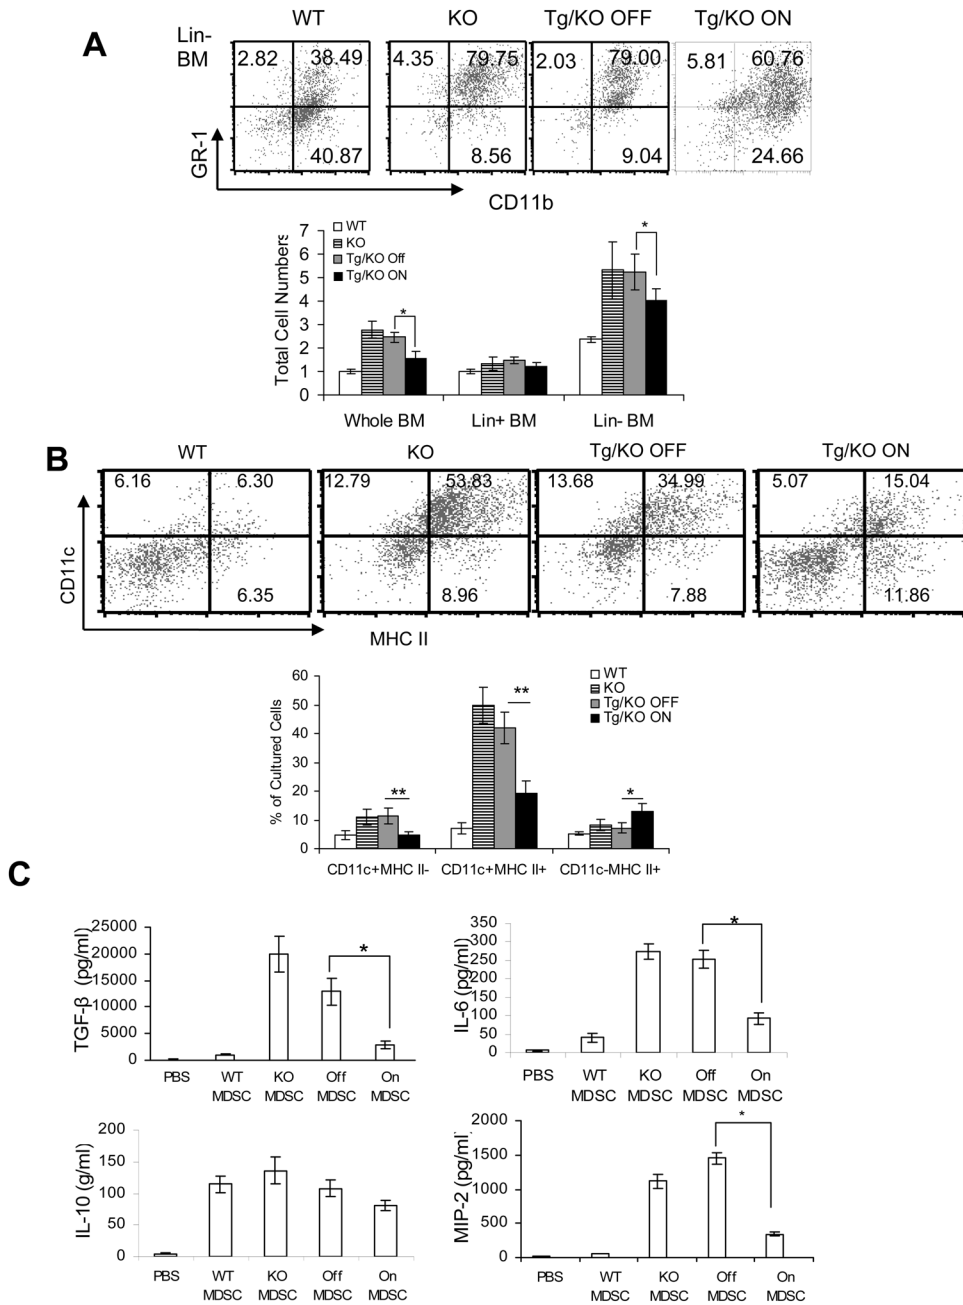 A
Lin-
BM
WT
KO
Tg/KO OFF
Tg/KO ON
2.82
38.49
40.87
4.35
79.75
8.56
2.03
79.00
9.04
5.81
60.76
24.66
GR-1
CD11b
Total Cell Numbers
7
6
5
4
3
2
1
0
WT
KO
Tg/KO Off
Tg/KO ON
*
*
Whole BM
Lin+ BM
Lin- BM
B
WT
KO
Tg/KO OFF
Tg/KO ON
6.16
6.30
6.35
12.79
53.83
8.96
13.68
34.99
7.88
5.07
15.04
11.86
CD11c
MHC II
% of Cultured Cells
60
50
40
30
20
10
0
WT
KO
Tg/KO OFF
Tg/KO ON
**
**
*
CD11c+MHC II-
CD11c+MHC II+
CD11c-MHC II+
C
TGF-β (pg/ml)
25000
20000
15000
10000
5000
0
*
PBS
WT
MDSC
KO
MDSC
Off
MDSC
On
MDSC
IL-6 (pg/ml)
350
300
250
200
150
100
50
0
*
PBS
WT
MDSC
KO
MDSC
Off
MDSC
On
MDSC
IL-10 (g/ml)
200
150
100
50
0
PBS
WT
MDSC
KO
MDSC
Off
MDSC
On
MDSC
MIP-2 (pg/ml)
2000
1500
1000
500
0
*
PBS
WT
MDSC
KO
MDSC
Off
MDSC
On
MDSC